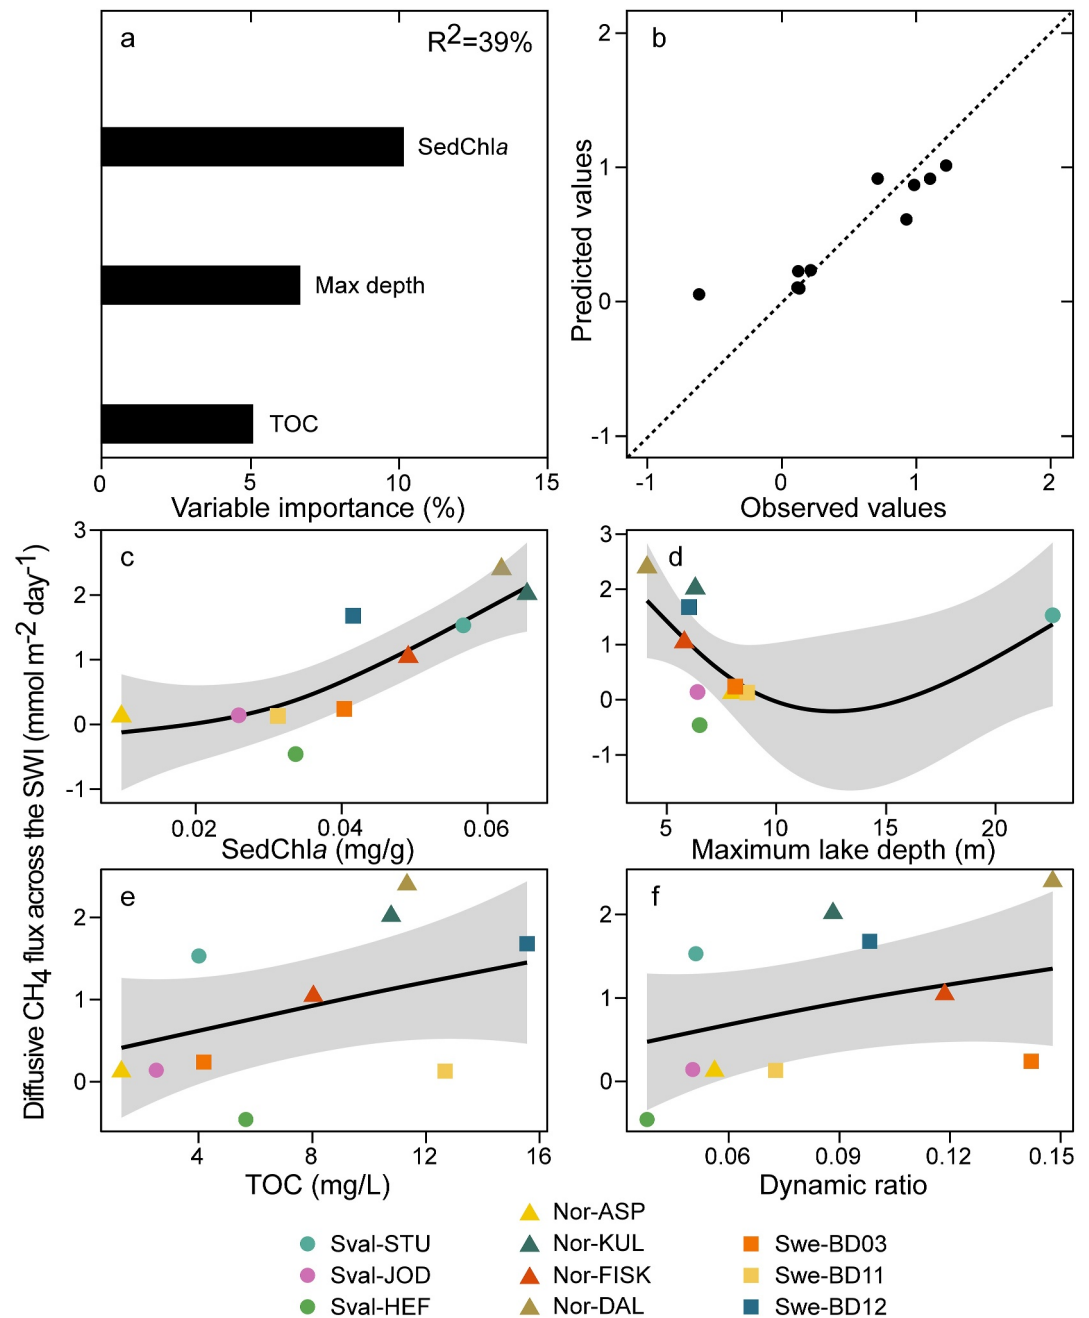 a
R2=39%
SedChla
Max depth
TOC
0
5
10
15
Variable importance (%)
b
2
1
0
-1
Predicted values
-1
0
1
2
Observed values
Diffusive CH4 flux across the SWI (mmol m-2 day-1)
c
3
2
1
0
-1
0.02
0.04
0.06
SedChla (mg/g)
d
3
2
1
0
-1
5
10
15
20
Maximum lake depth (m)
e
2
1
0
4
8
12
16
TOC (mg/L)
f
2
1
0
0.06
0.09
0.12
0.15
Dynamic ratio
Sval-STU
Sval-JOD
Sval-HEF
Nor-ASP
Nor-KUL
Nor-FISK
Nor-DAL
Swe-BD03
Swe-BD11
Swe-BD12